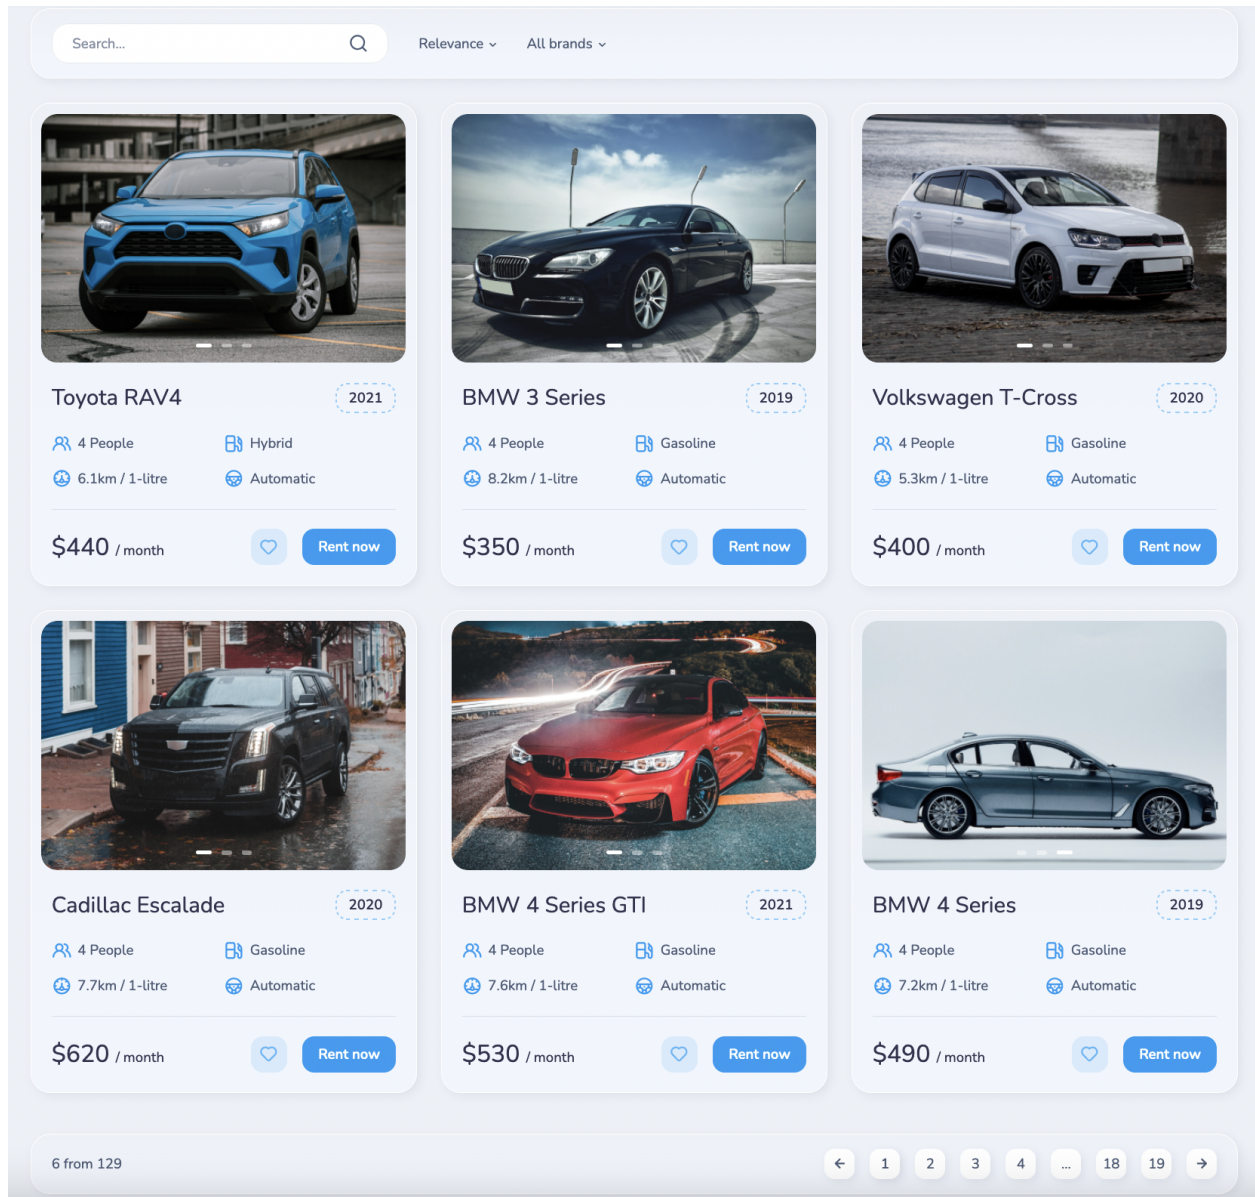 Search...
Relevance
All brands
Toyota RAV4
2021
4 People
Hybrid
6.1km / 1-litre
Automatic
$440 / month
Rent now
BMW 3 Series
2019
4 People
Gasoline
8.2km / 1-litre
Automatic
$350 / month
Rent now
Volkswagen T-Cross
2020
4 People
Gasoline
5.3km / 1-litre
Automatic
$400 / month
Rent now
Cadillac Escalade
2020
4 People
Gasoline
7.7km / 1-litre
Automatic
$620 / month
Rent now
BMW 4 Series GTI
2021
4 People
Gasoline
7.6km / 1-litre
Automatic
$530 / month
Rent now
BMW 4 Series
2019
4 People
Gasoline
7.2km / 1-litre
Automatic
$490 / month
Rent now
6 from 129
1 2 3 4 ... 18 19